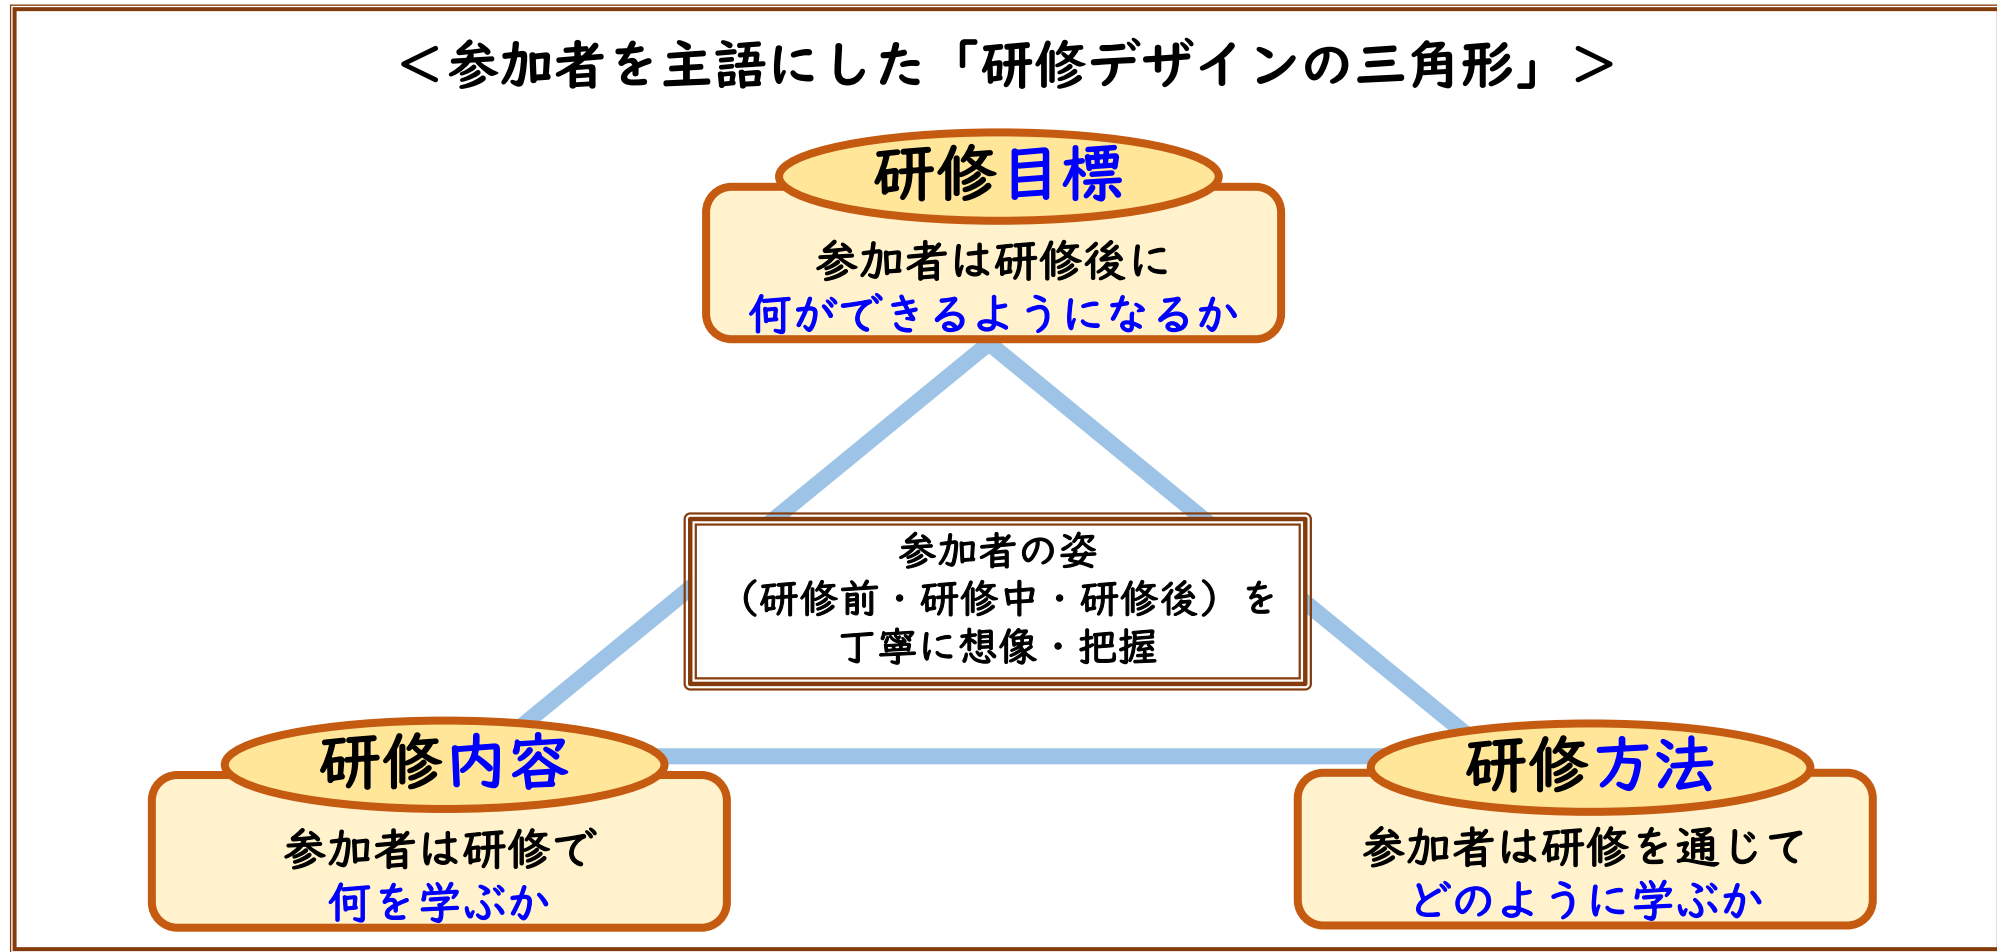 ＜参加者を主語にした「研修デザインの三角形」＞
研修目標
参加者は研修後に
何ができるようになるか
参加者の姿
（研修前・研修中・研修後）を
丁寧に想像・把握
研修内容
参加者は研修で
何を学ぶか
研修方法
参加者は研修を通じて
どのように学ぶか